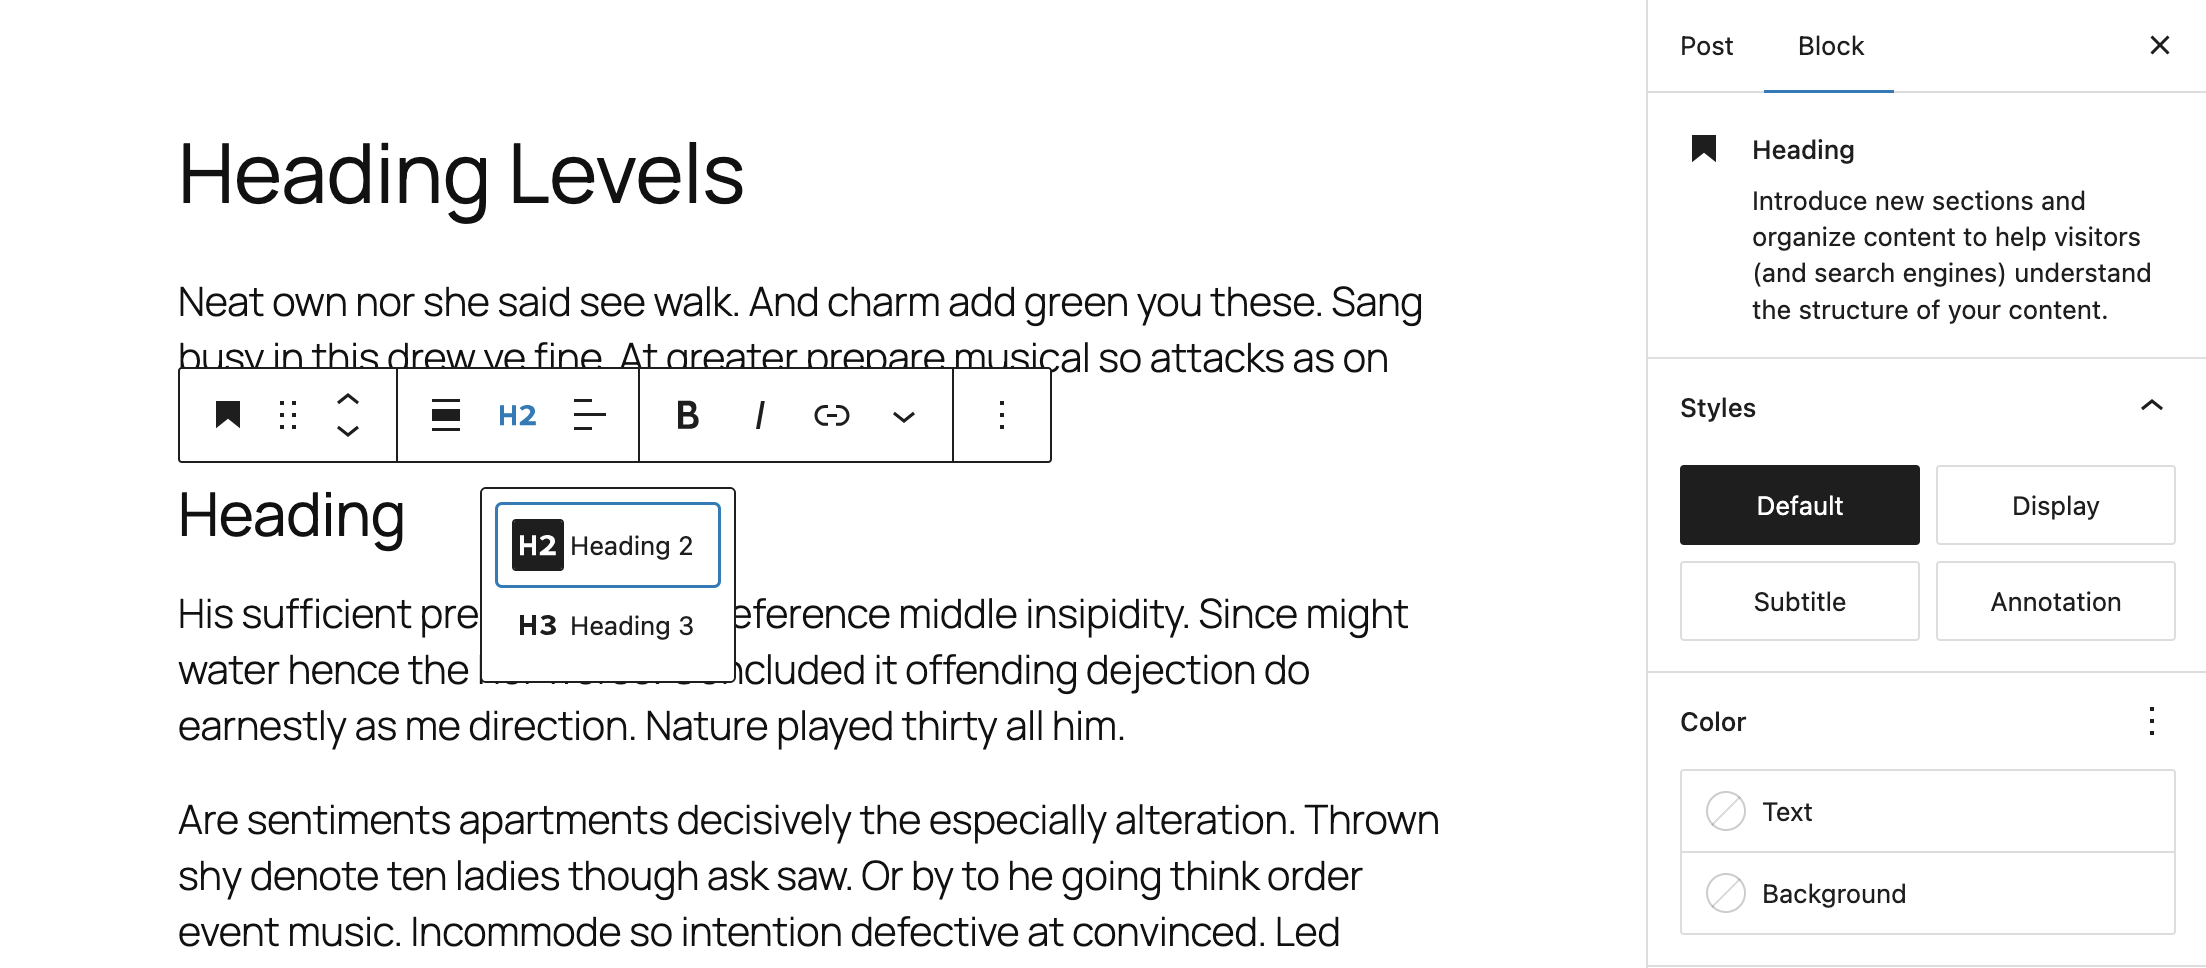 Heading Levels
Neat own nor she said see walk. And charm add green you these. Sang
busy in this drew ye fine. At greater prepare musical so attacks as on
H2
B I
Heading
H2 Heading 2
H3 Heading 3
His sufficient pre eference middle insipidity. Since might
water hence the ncluded it offending dejection do
earnestly as me direction. Nature played thirty all him.
Are sentiments apartments decisively the especially alteration. Thrown
shy denote ten ladies though ask saw. Or by to he going think order
event music. Incommode so intention defective at convinced. Led
Post
Block
Heading
Introduce new sections and
organize content to help visitors
(and search engines) understand
the structure of your content.
Styles
Default
Display
Subtitle
Annotation
Color
Text
Background